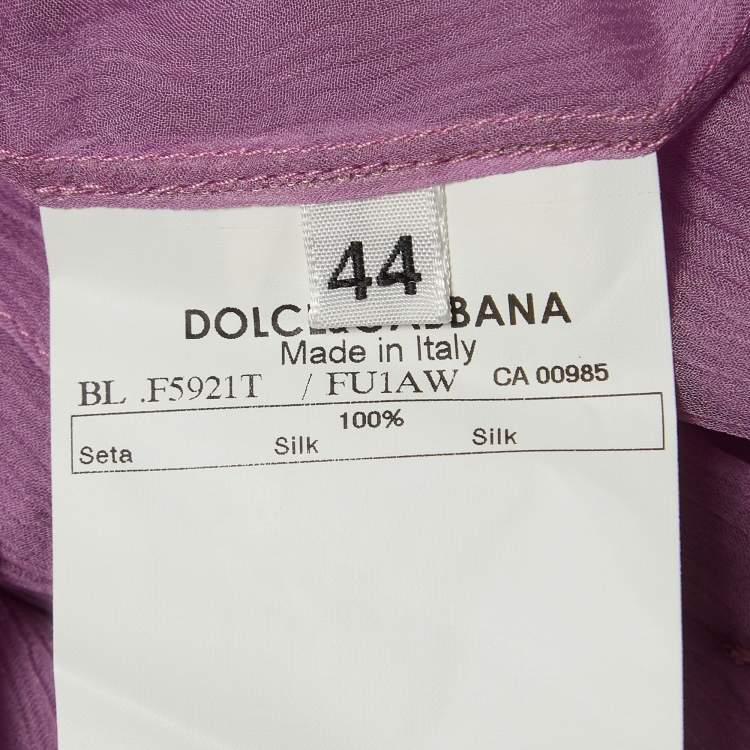 44
DOLCE&GABBANA
Made in Italy
BL .F5921T / FU1AW CA 00985
100%
Seta Silk Silk